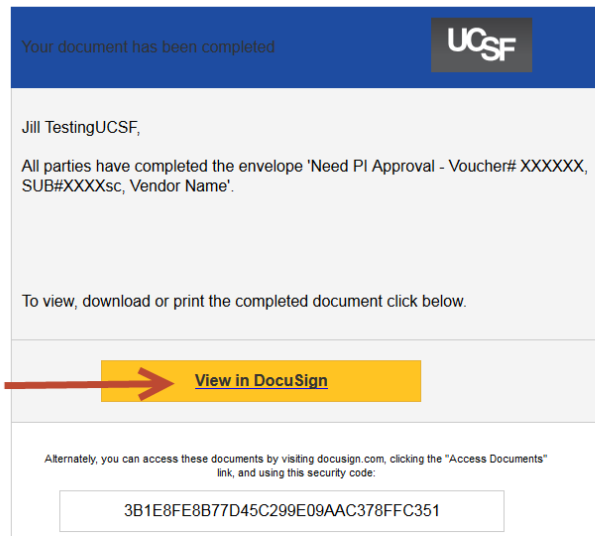 Your document has been completed
UCSF
Jill TestingUCSF,
All parties have completed the envelope 'Need PI Approval - Voucher# XXXXXX,
SUB#XXXXsc, Vendor Name'.
To view, download or print the completed document click below.
View in DocuSign
Alternately, you can access these documents by visiting docusign.com, clicking the "Access Documents"
link, and using this security code:
3B1E8FE8B77D45C299E09AAC378FFC351